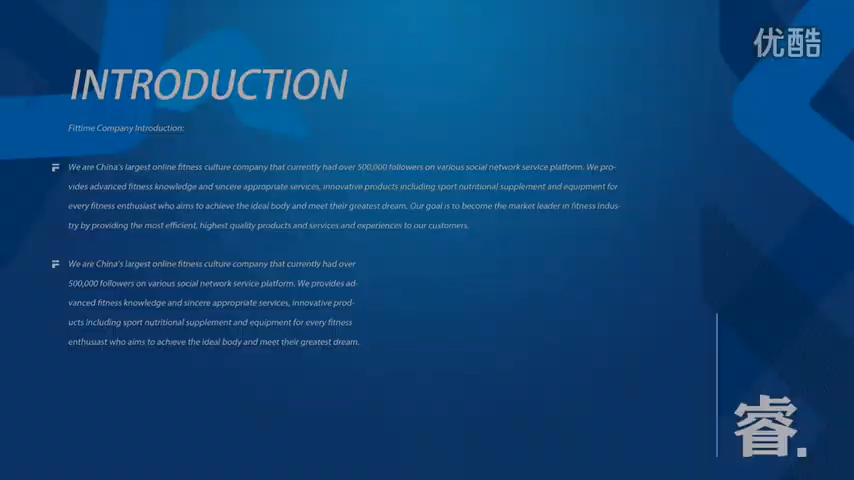 优酷
INTRODUCTION
Fittime Company Introduction:
We are China's largest online fitness culture company that currently had over 500,000 followers on various social network service platform. We pro-
vides advanced fitness knowledge and sincere appropriate services, innovative products including sport nutritional supplement and equipment for
every fitness enthusiast who aims to achieve the ideal body and meet their greatest dream. Our goal is to become the market leader in fitness indus-
try by providing the most efficient, highest quality products and services and experiences to our customers.
We are China's largest online fitness culture company that currently had over
500,000 followers on various social network service platform. We provides ad-
vanced fitness knowledge and sincere appropriate services, innovative prod-
ucts including sport nutritional supplement and equipment for every fitness
enthusiast who aims to achieve the ideal body and meet their greatest dream.
睿.